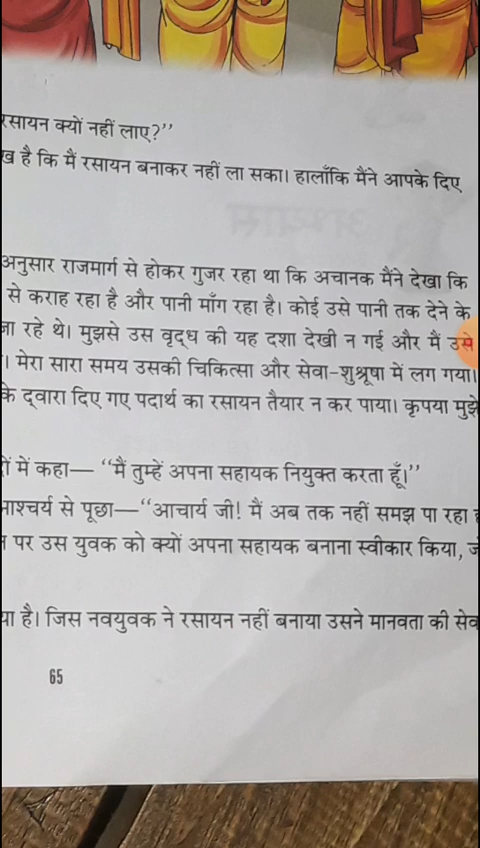 रसायन क्यों नहीं लाए?’’
है कि मैं रसायन बनाकर नहीं ला सका। हालाँकि मैंने आपके दिए
अनुसार राजमार्ग से होकर गुजर रहा था कि अचानक मैंने देखा कि
से कराह रहा है और पानी माँग रहा है। कोई उसे पानी तक देने के
जा रहे थे। मुझसे उस वृद्ध की यह दशा देखी न गई और मैं उसे
। मेरा सारा समय उसकी चिकित्सा और सेवा-शुश्रूषा में लग गया।
के द्वारा दिए गए पदार्थ का रसायन तैयार न कर पाया। कृपया मुझे
में कहा— ‘‘मैं तुम्हें अपना सहायक नियुक्त करता हूँ।’’
आश्चर्य से पूछा—‘‘आचार्य जी! मैं अब तक नहीं समझ पा रहा
पर उस युवक को क्यों अपना सहायक बनाना स्वीकार किया,
है। जिस नवयुवक ने रसायन नहीं बनाया उसने मानवता की
65